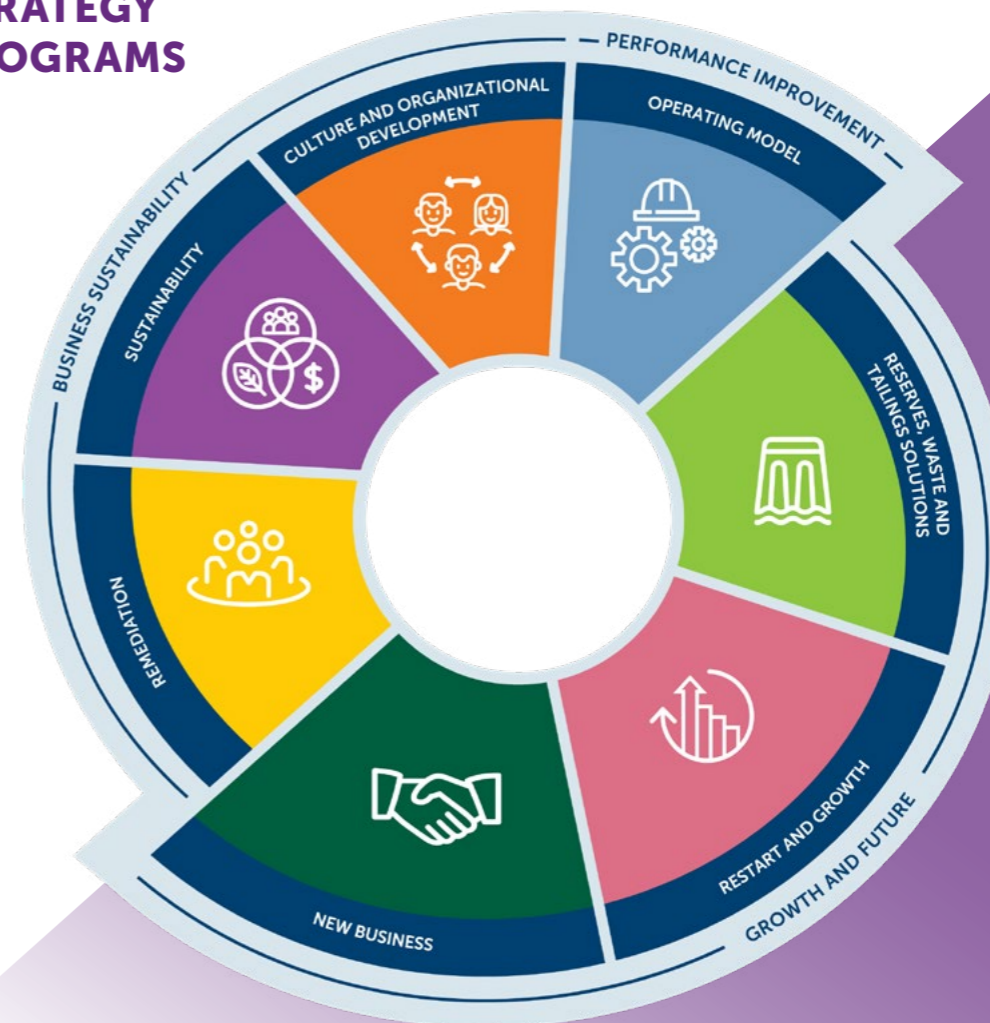 RATEGY
OGRAMS
PERFORMANCE IMPROVEMENT
OPERATING MODEL
CULTURE AND ORGANIZATIONAL
DEVELOPMENT
BUSINESS SUSTAINABILITY
SUSTAINABILITY
$
RESERVES, WASTE AND
TAILINGS SOLUTIONS
REMEDIATION
RESTART AND GROWTH
GROWTH AND FUTURE
NEW BUSINESS